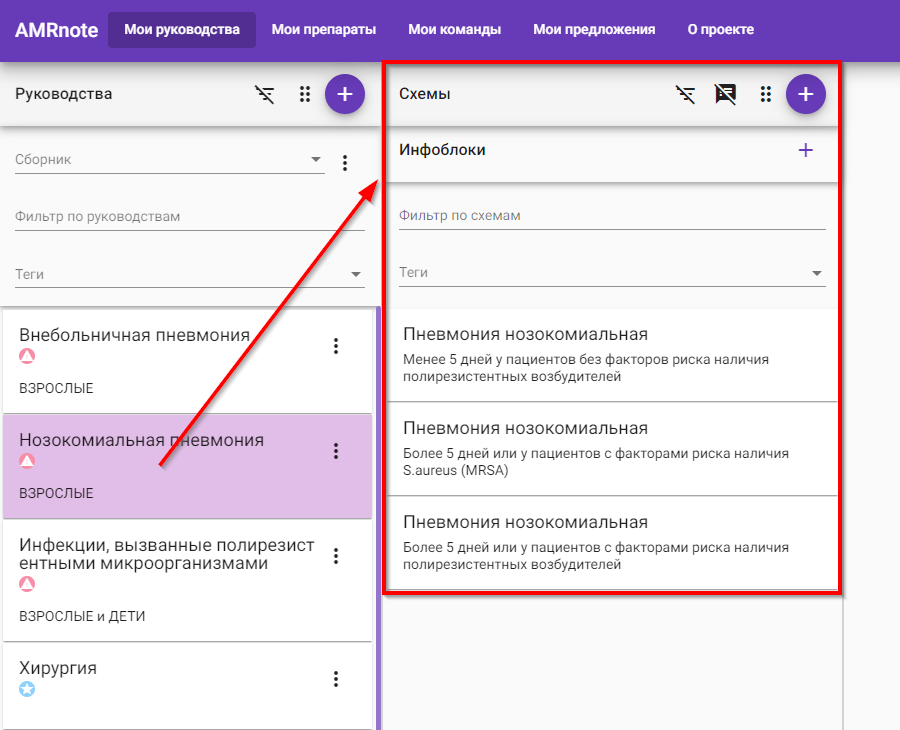 AMRnote Мои руководства Мои препараты Мои команды Мои предложения О проекте
Руководства
Сборник
Фильтр по руководствам
Теги
Внебольничная пневмония
ВЗРОСЛЫЕ
Нозокомиальная пневмония
ВЗРОСЛЫЕ
Инфекции, вызванные полирезист
ентными микроорганизмами
ВЗРОСЛЫЕ и ДЕТИ
Хирургия
Схемы
Инфоблоки
Фильтр по схемам
Теги
Пневмония нозокомиальная
Менее 5 дней у пациентов без факторов риска наличия
полирезистентных возбудителей
Пневмония нозокомиальная
Более 5 дней или у пациентов с факторами риска наличия
S.aureus (MRSA)
Пневмония нозокомиальная
Более 5 дней или у пациентов с факторами риска наличия
полирезистентных возбудителей